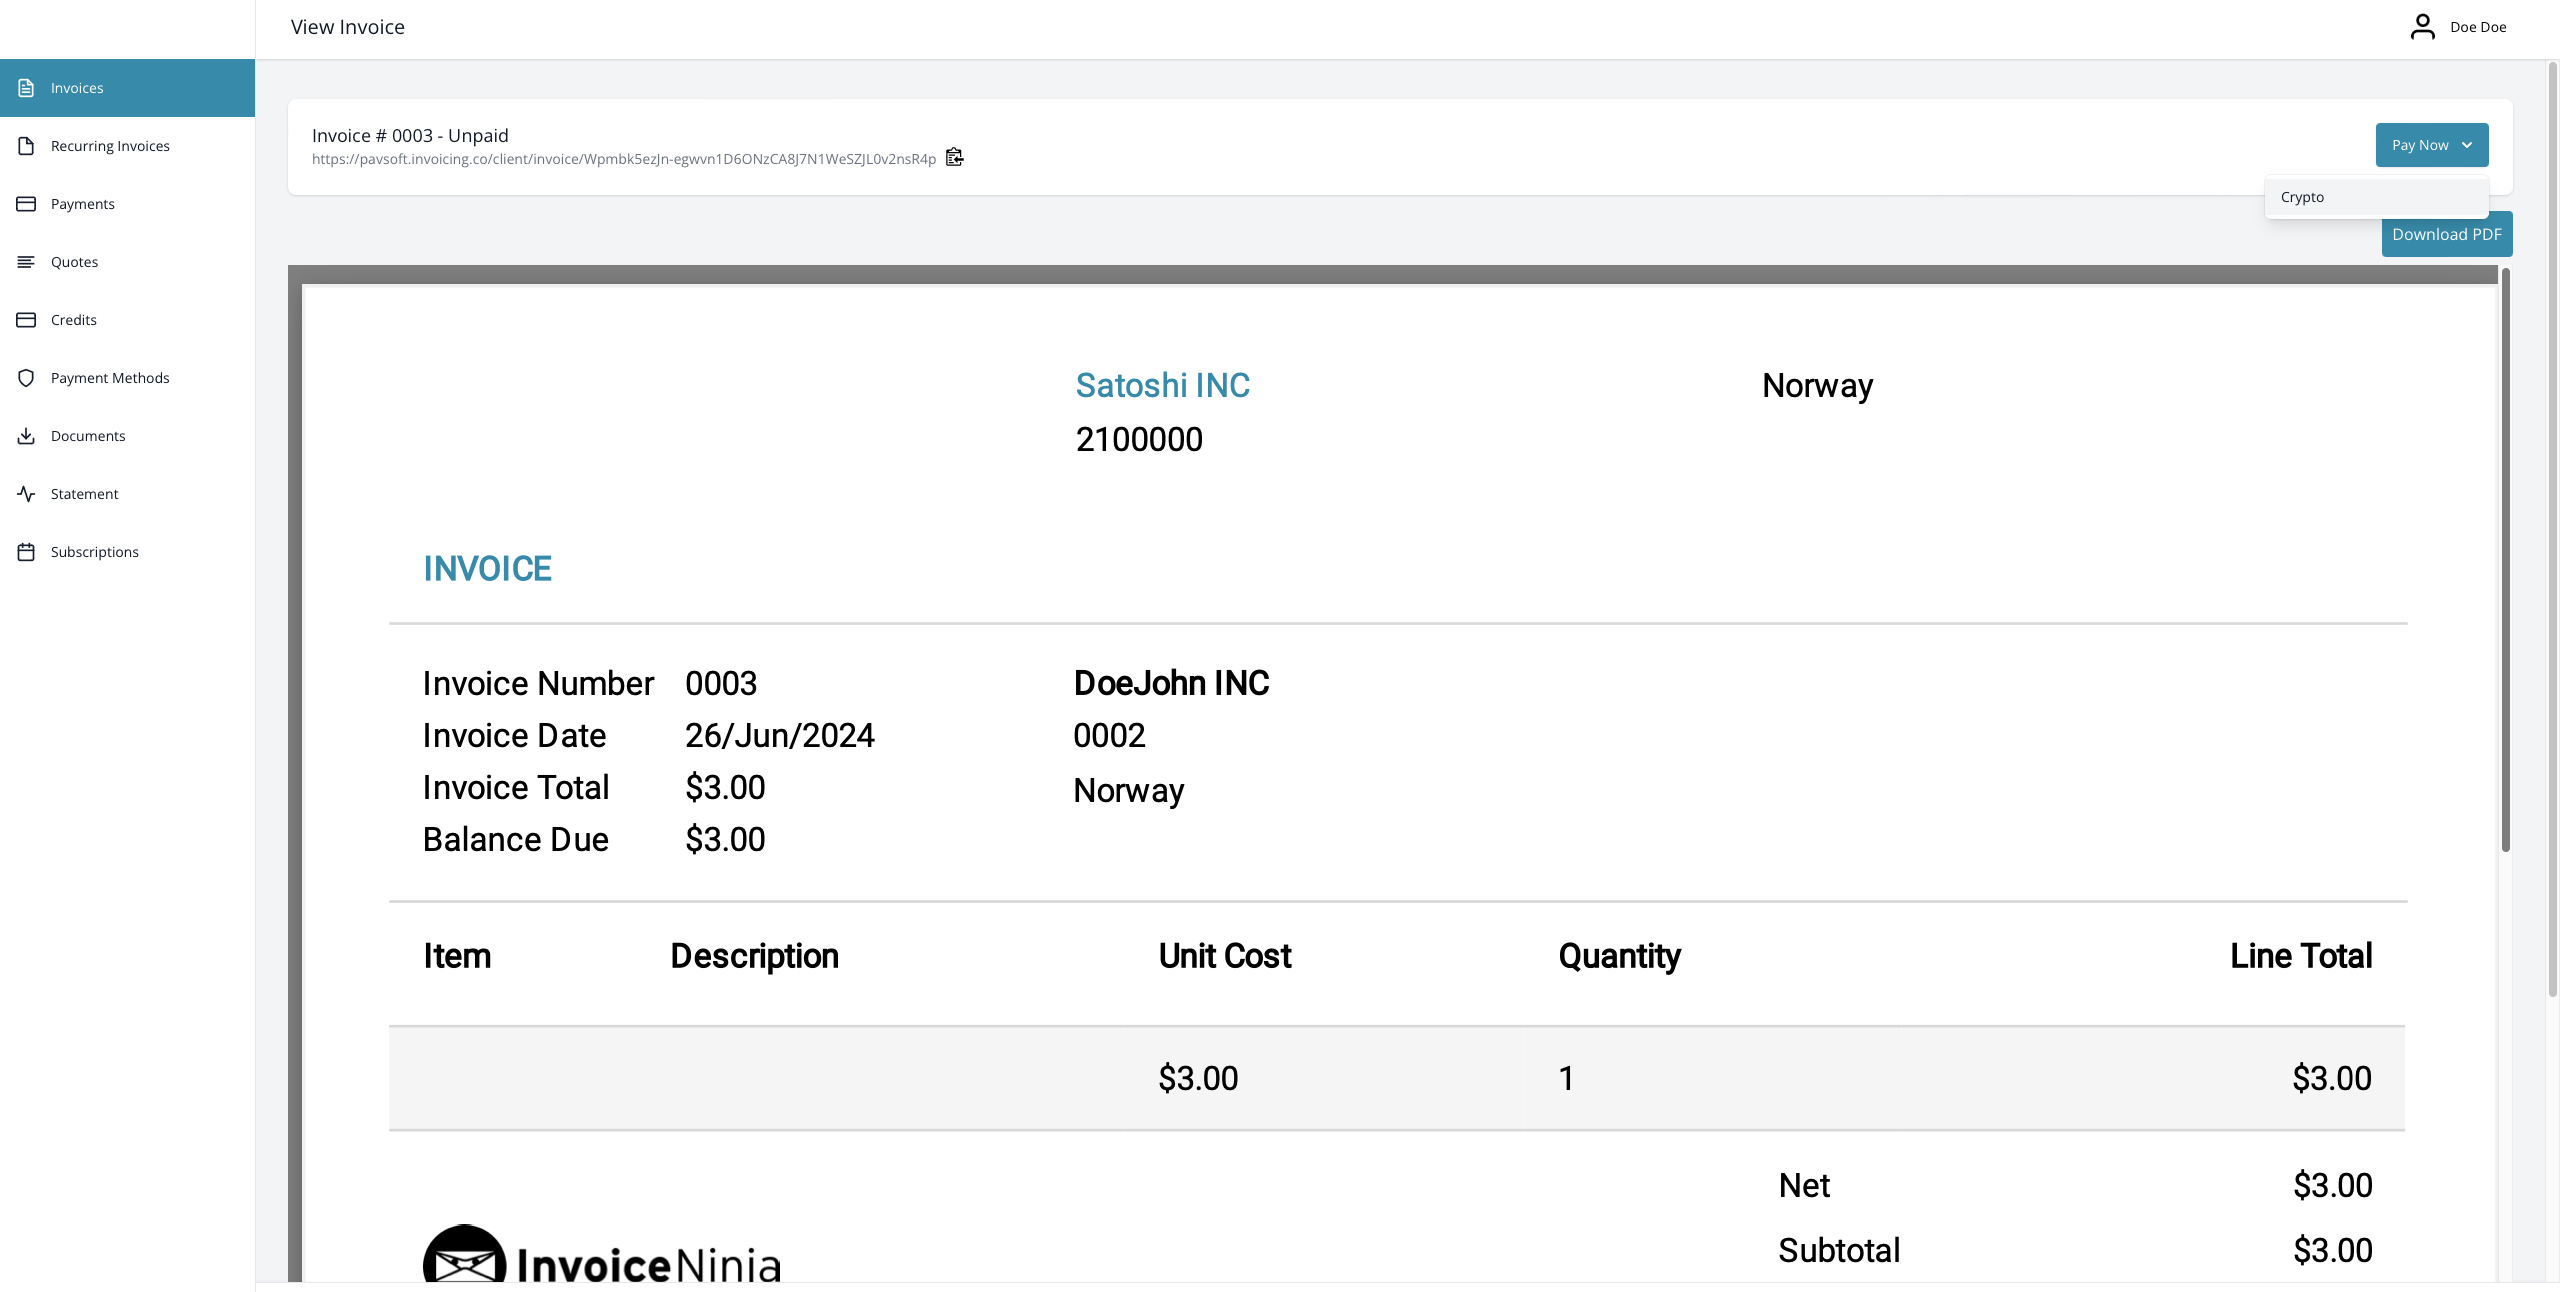 View Invoice
Doe Doe
Invoices
Recurring Invoices
Payments
Quotes
Credits
Payment Methods
Documents
Statement
Subscriptions
Invoice # 0003 - Unpaid
https://pavsoft.invoicing.co/client/invoice/Wpmbk5ezJn-egwvn1D6ONzCA8J7N1WeSZJL0v2nsR4p
Pay Now
Crypto
Download PDF
Satoshi INC Norway
2100000
INVOICE
Invoice Number 0003 DoeJohn INC
Invoice Date 26/Jun/2024 0002
Invoice Total $3.00 Norway
Balance Due $3.00
Item Description Unit Cost Quantity Line Total
$3.00 1 $3.00
Net $3.00
Subtotal $3.00
InvoiceNinja